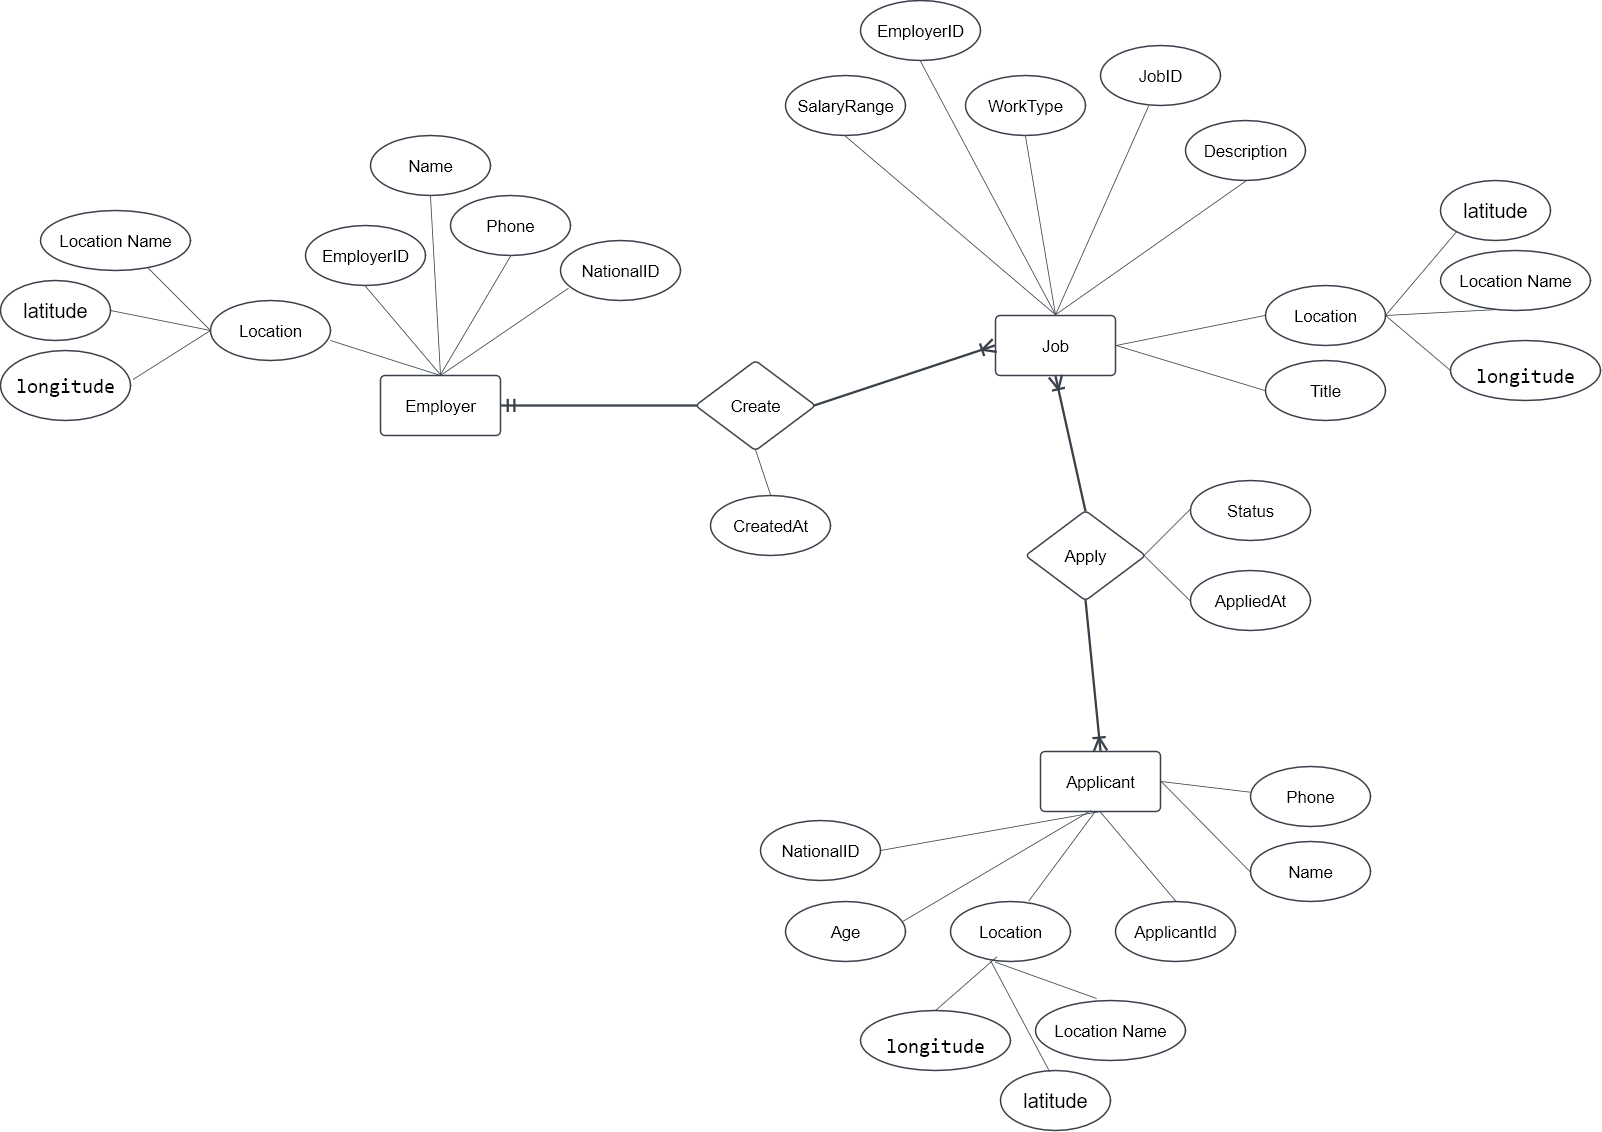 EmployerID
JobID
SalaryRange
WorkType
Description
Name
latitude
Phone
Location Name
EmployerID
NationalID
Location Name
latitude
Location
Location
longitude
Job
longitude
Title
Employer
Create
Status
CreatedAt
Apply
AppliedAt
Applicant
Phone
NationalID
Name
Age
Location
ApplicantId
Location Name
longitude
latitude